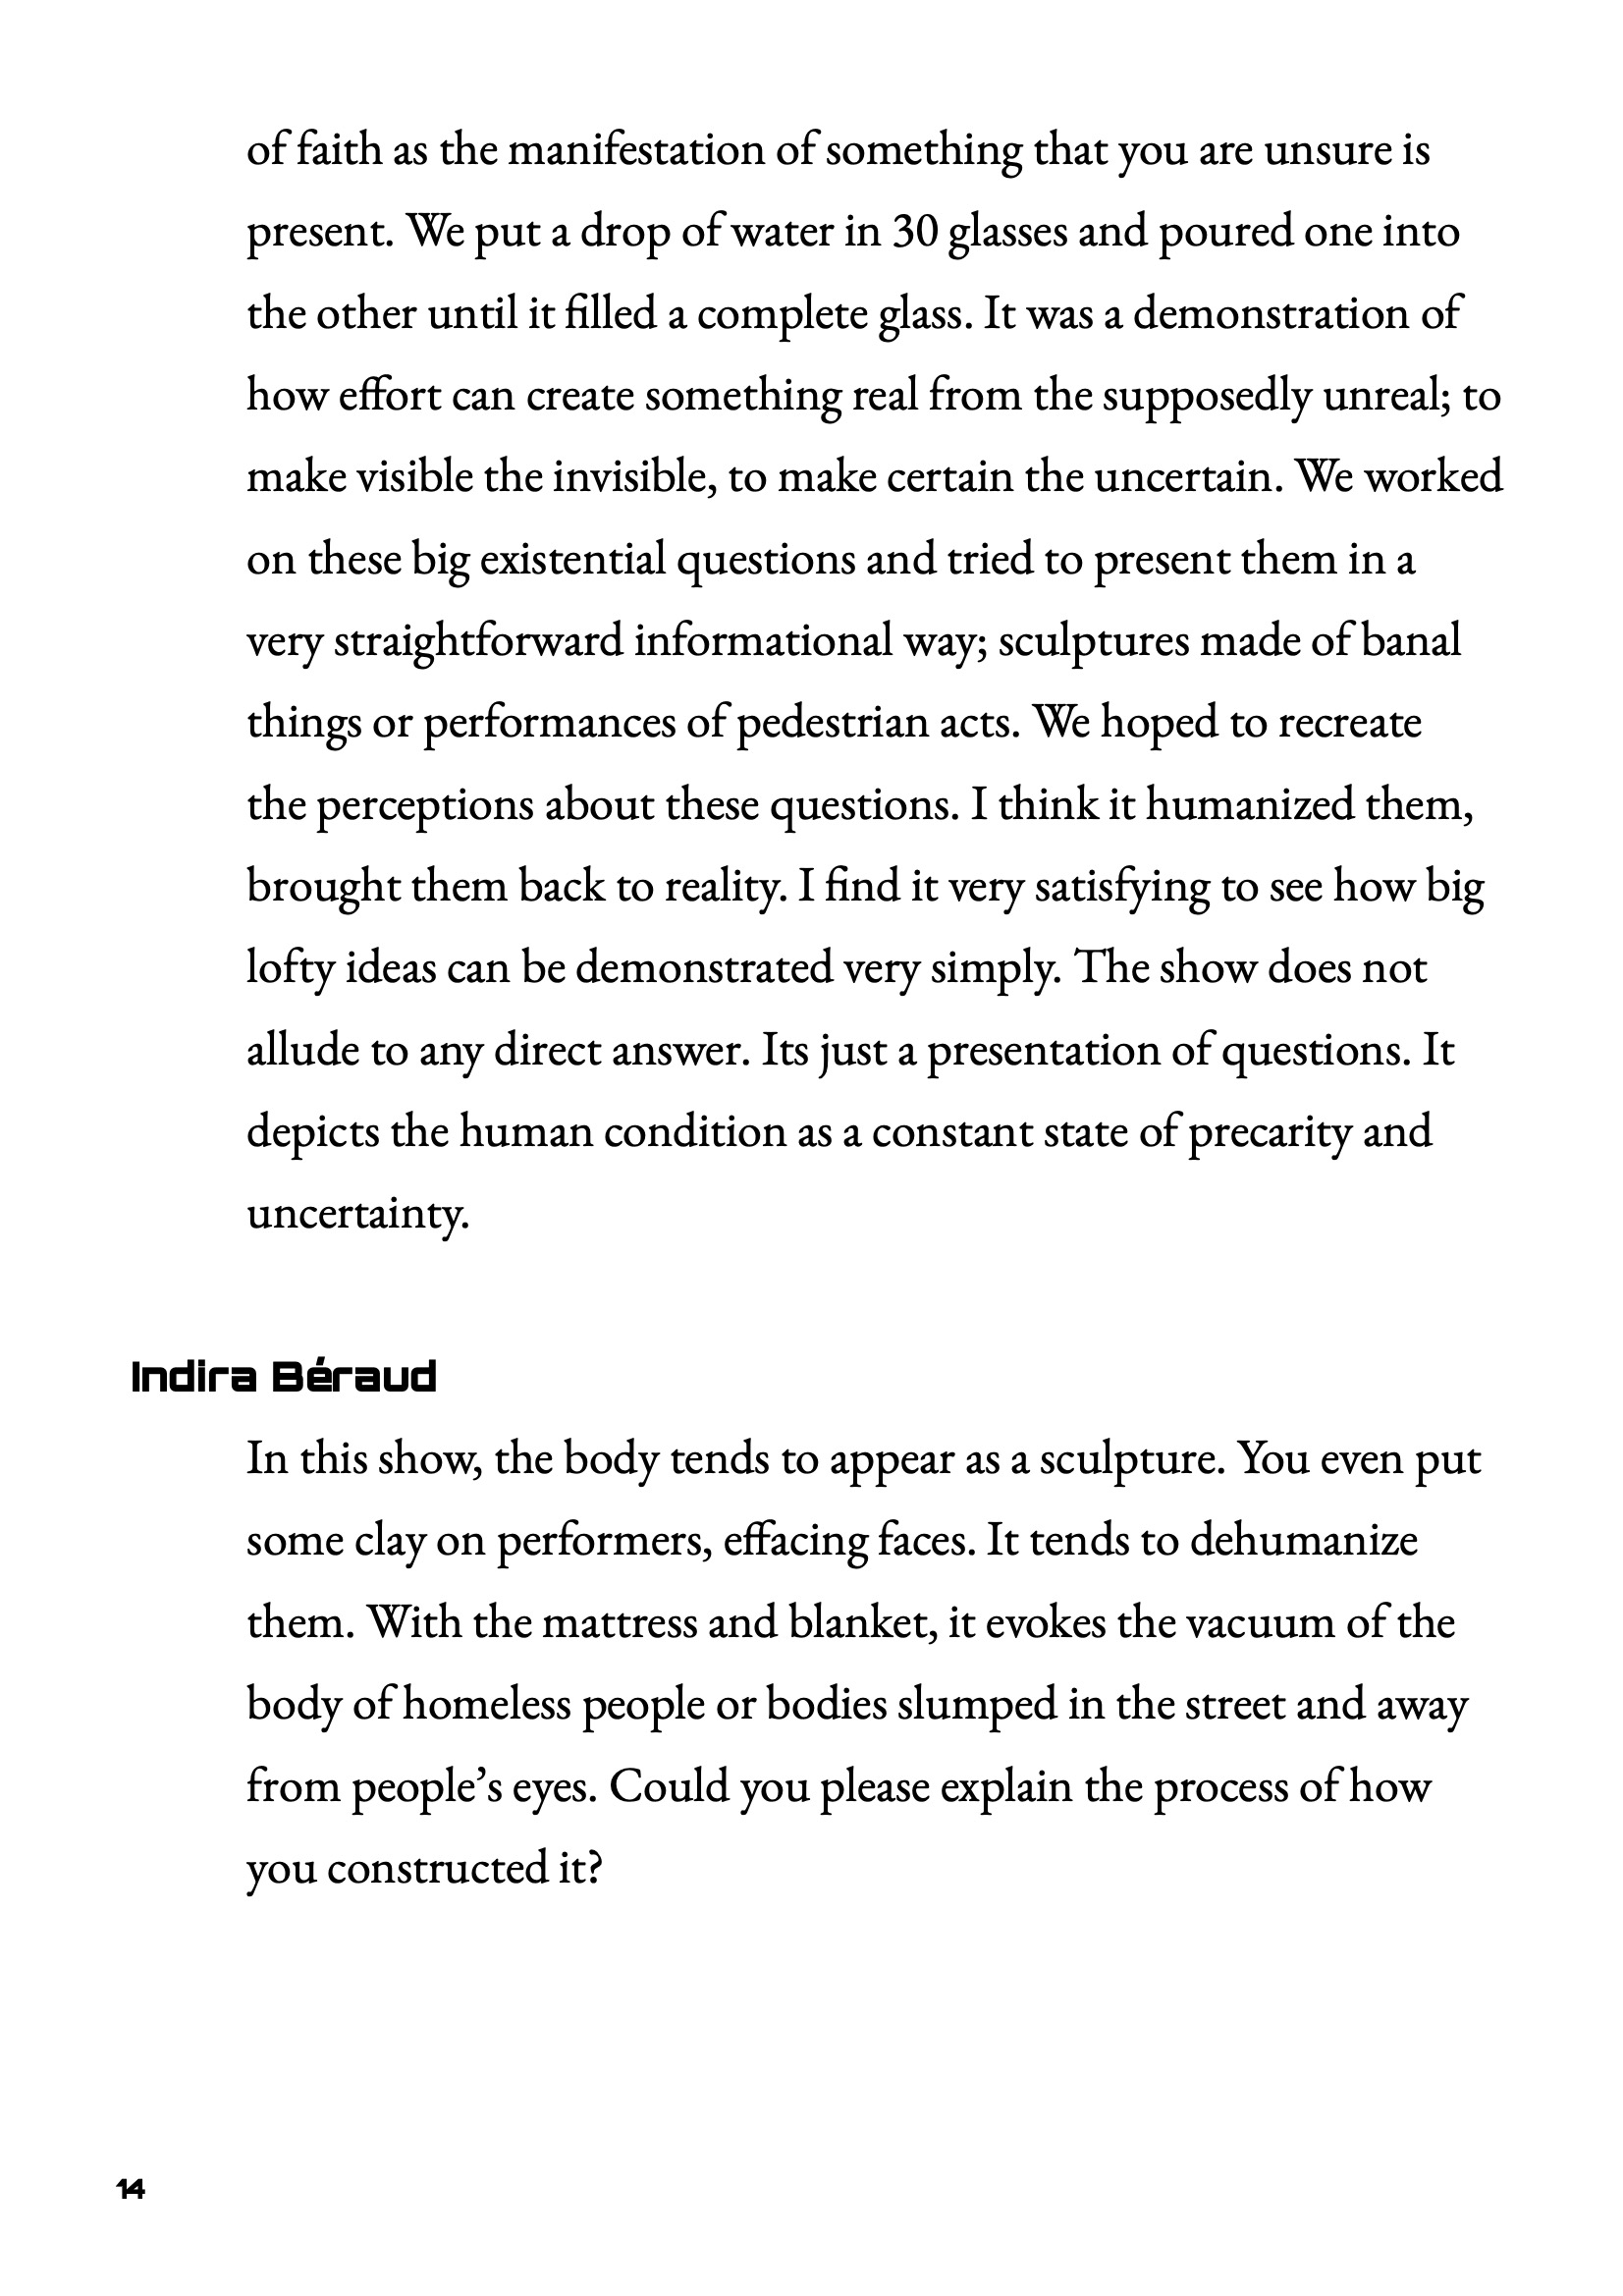 of faith as the manifestation of something that you are unsure is
present. We put a drop of water in 30 glasses and poured one into
the other until it filled a complete glass. It was a demonstration of
how effort can create something real from the supposedly unreal; to
make visible the invisible, to make certain the uncertain. We worked
on these big existential questions and tried to present them in a
very straightforward informational way; sculptures made of banal
things or performances of pedestrian acts. We hoped to recreate
the perceptions about these questions. I think it humanized them,
brought them back to reality. I find it very satisfying to see how big
lofty ideas can be demonstrated very simply. The show does not
allude to any direct answer. Its just a presentation of questions. It
depicts the human condition as a constant state of precarity and
uncertainty.
Indira Béraud
In this show, the body tends to appear as a sculpture. You even put
some clay on performers, effacing faces. It tends to dehumanize
them. With the mattress and blanket, it evokes the vacuum of the
body of homeless people or bodies slumped in the street and away
from people’s eyes. Could you please explain the process of how
you constructed it?
14